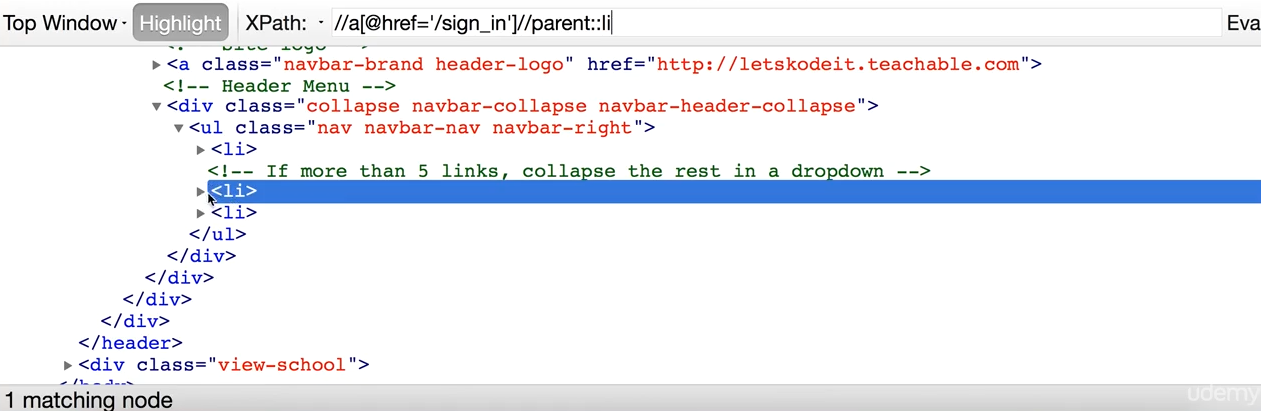 Top Window Highlight XPath: //a[@href='/sign_in']//parent::li Eva
<!-- Site logo -->
<a class="navbar-brand header-logo" href="http://letskodeit.teachable.com">
<!-- Header Menu -->
<div class="collapse navbar-collapse navbar-header-collapse">
<ul class="nav navbar-nav navbar-right">
<li>
<!-- If more than 5 links, collapse the rest in a dropdown -->
<li>
<li>
</ul>
</div>
</div>
</div>
</div>
</header>
<div class="view-school">
</body>
1 matching node
udemy